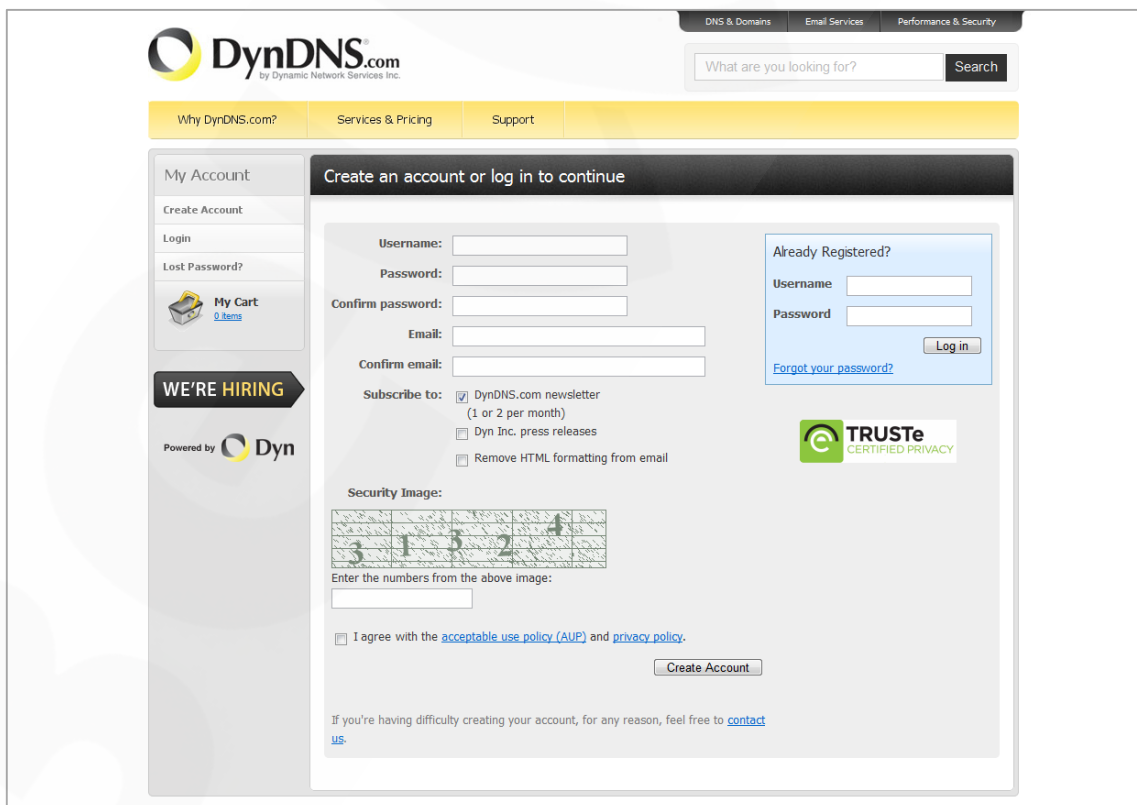 DNS & Domains
Email Services
Performance & Security
DynDNS.com®
by Dynamic Network Services Inc.
What are you looking for?
Search
Why DynDNS.com?
Services & Pricing
Support
My Account
Create Account
Login
Lost Password?
My Cart
0 items
WE'RE HIRING
Powered by Dyn
Create an account or log in to continue
Username:
Password:
Confirm password:
Email:
Confirm email:
Subscribe to:
DynDNS.com newsletter
(1 or 2 per month)
Dyn Inc. press releases
Remove HTML formatting from email
Security Image:
3 1 3 2 4
Enter the numbers from the above image:
I agree with the acceptable use policy (AUP) and privacy policy.
Create Account
If you're having difficulty creating your account, for any reason, feel free to contact
us.
Already Registered?
Username
Password
Log in
Forgot your password?
TRUSTe
CERTIFIED PRIVACY